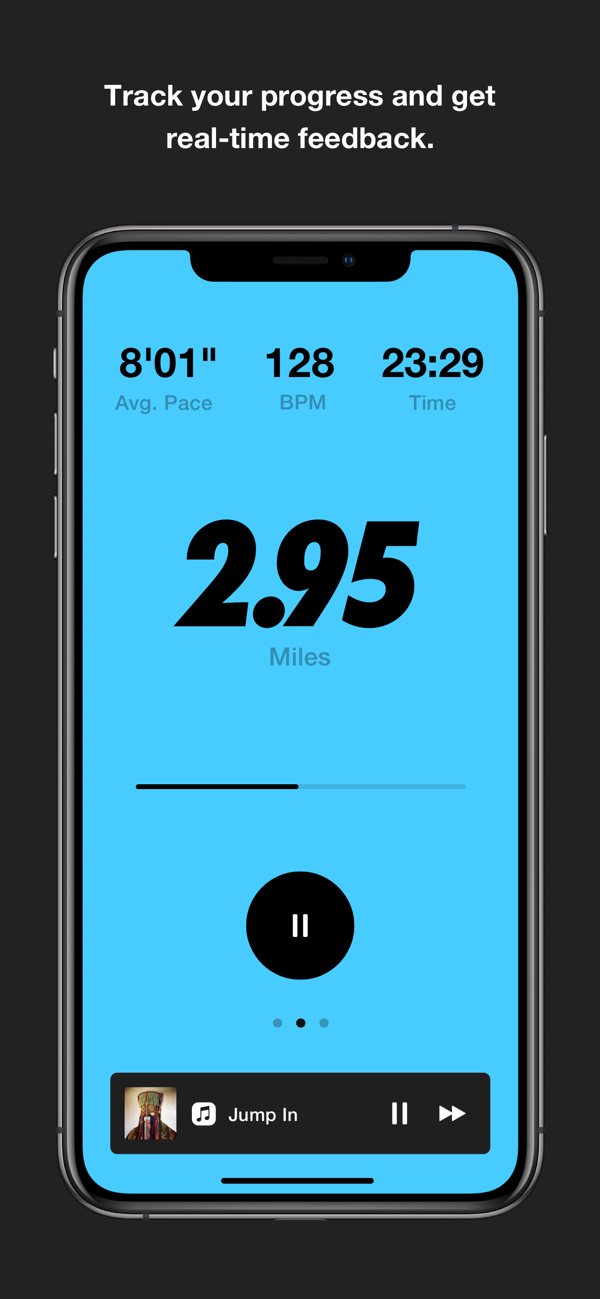 Track your progress and get
real-time feedback.
8'01" 128 23:29
Avg. Pace BPM Time
2.95
Miles
Jump In